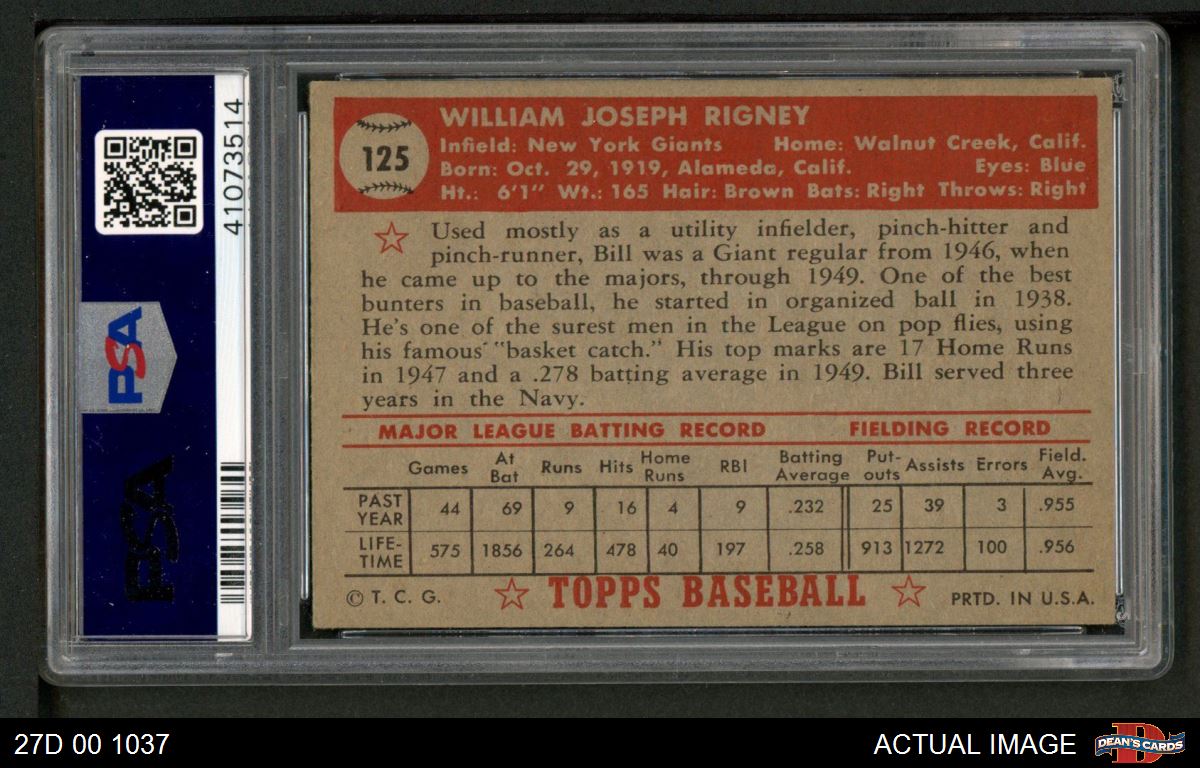 41073514
PSA
PSA
125
WILLIAM JOSEPH RIGNEY
Infield: New York Giants Home: Walnut Creek, Calif.
Born: Oct. 29, 1919, Alameda, Calif. Eyes: Blue
Ht.: 6'1" Wt.: 165 Hair: Brown Bats: Right Throws: Right
Used mostly as a utility infielder, pinch-hitter and
pinch-runner, Bill was a Giant regular from 1946, when
he came up to the majors, through 1949. One of the best
bunters in baseball, he started in organized ball in 1938.
He's one of the surest men in the League on pop flies, using
his famous "basket catch." His top marks are 17 Home Runs
in 1947 and a .278 batting average in 1949. Bill served three
years in the Navy.
MAJOR LEAGUE BATTING RECORD FIELDING RECORD
Games At Bat Runs Hits Home Runs RBI Batting Average Put-outs Assists Errors Field. Avg.
PAST YEAR 44 69 9 16 4 9 .232 25 39 3 .955
LIFE-TIME 575 1856 264 478 40 197 .258 913 1272 100 .956
© T. C. G. TOPPS BASEBALL PRTD. IN U.S.A.
27D 00 1037 ACTUAL IMAGE DEAN'S CARDS